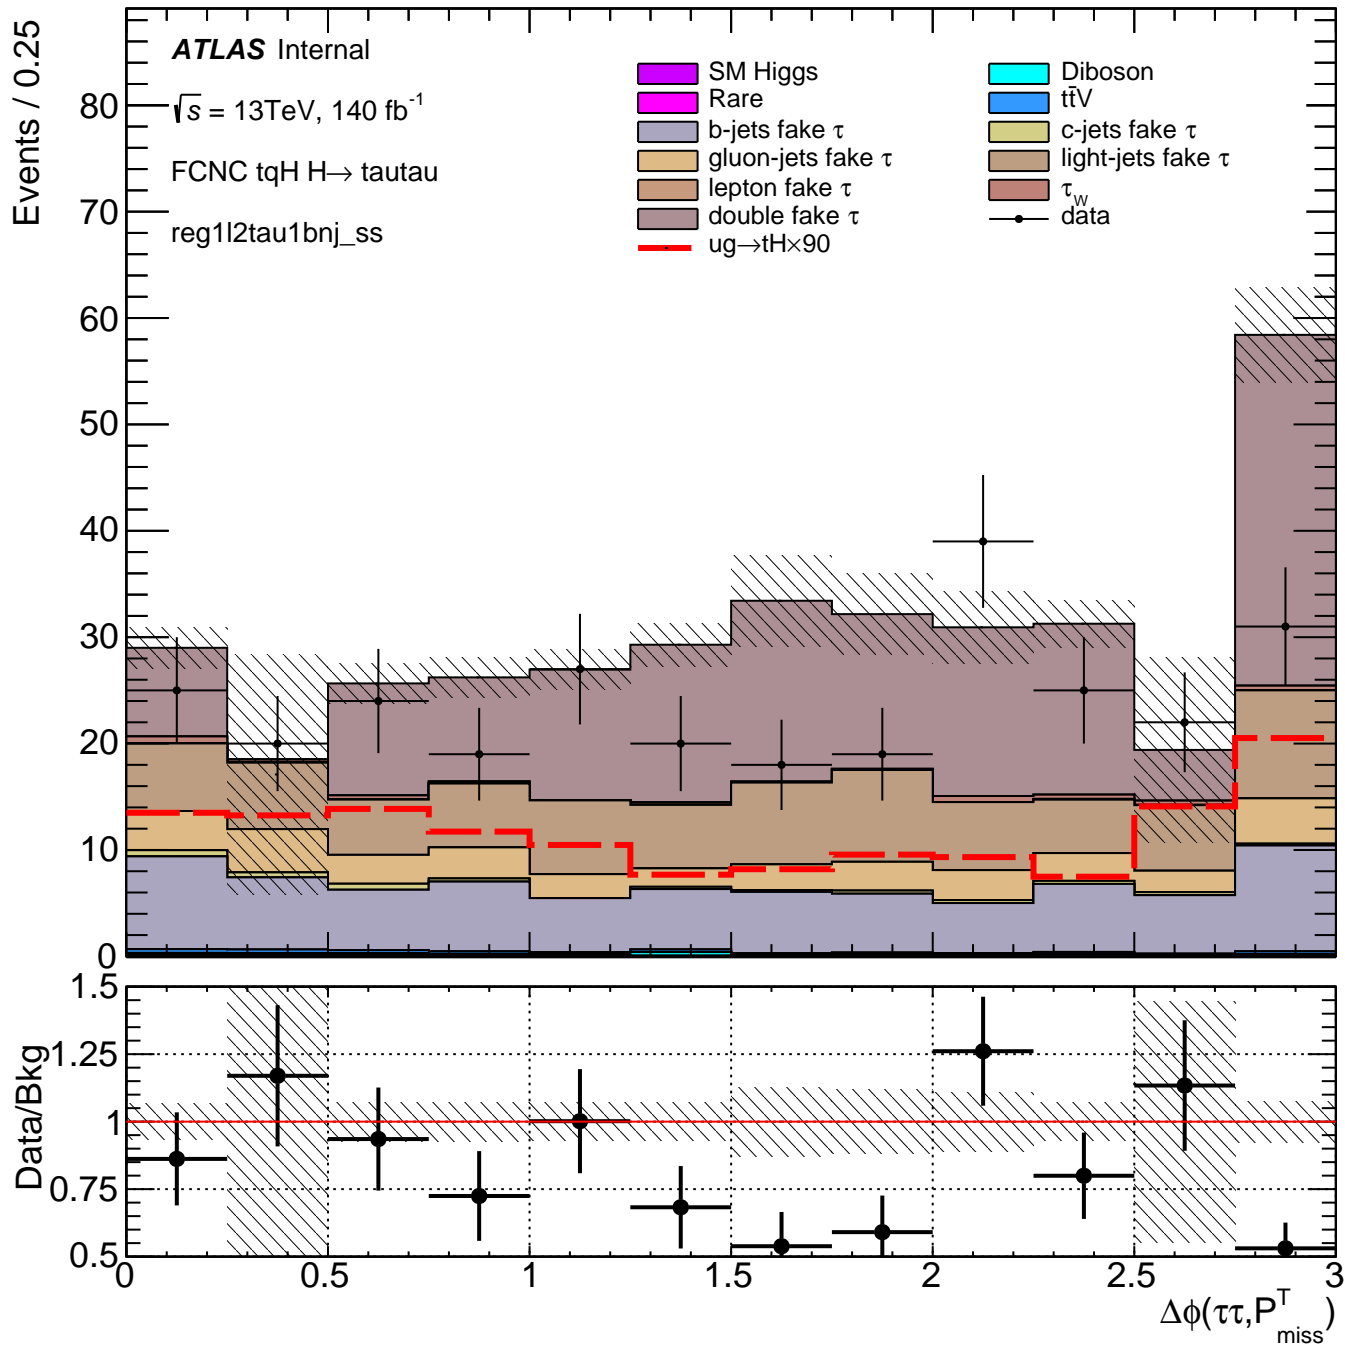 Events / 0.25
ATLAS Internal
√s = 13TeV, 140 fb⁻¹
FCNC tqH H→ tautau
reg1l2tau1bnj_ss
SM Higgs
Diboson
Rare
tt̄V
b-jets fake τ
c-jets fake τ
gluon-jets fake τ
light-jets fake τ
lepton fake τ
τ_W
double fake τ
data
ug→tH×90
80
70
60
50
40
30
20
10
0
Data/Bkg
1.5
1.25
1
0.75
0.5
0 0.5 1 1.5 2 2.5 3
Δϕ(ττ,P^T_miss)